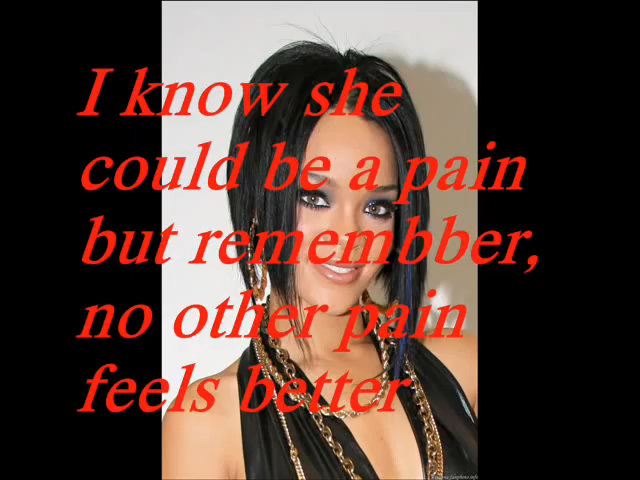 I know she
could be a pain
but remembber,
no other pain
feels better